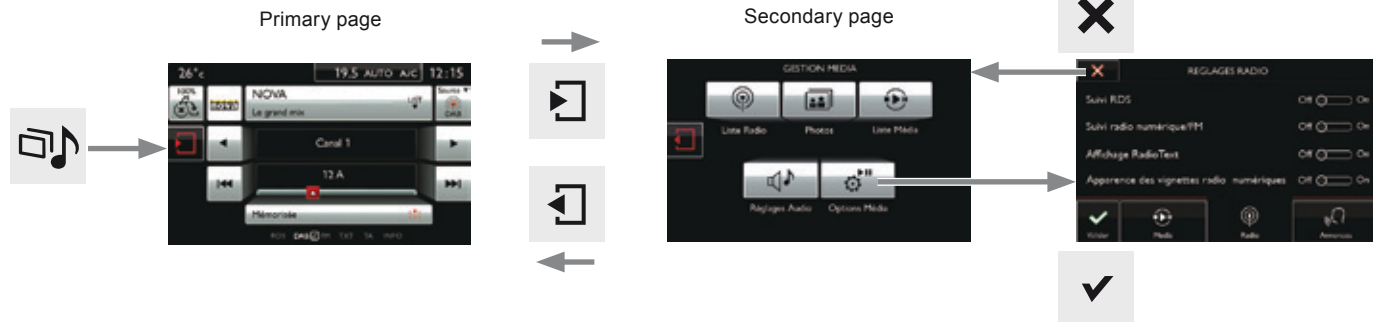 Primary page
Secondary page
26°c
19.5 AUTO A/C 12:15
100%
NOVA
NOVA
Le grand mix
LIST
Source
DAB
Canal 1
12 A
Mémorisée
RDS DAB FM TXT TA INFO
GESTION MEDIA
Liste Radio Photos Liste Média
Réglages Audio Options Média
REGLAGES RADIO
Suivi RDS Off On
Suivi radio numérique/FM Off On
Affichage RadioText Off On
Apparence des vignettes radio numériques Off On
Valider Media Radio Annonces